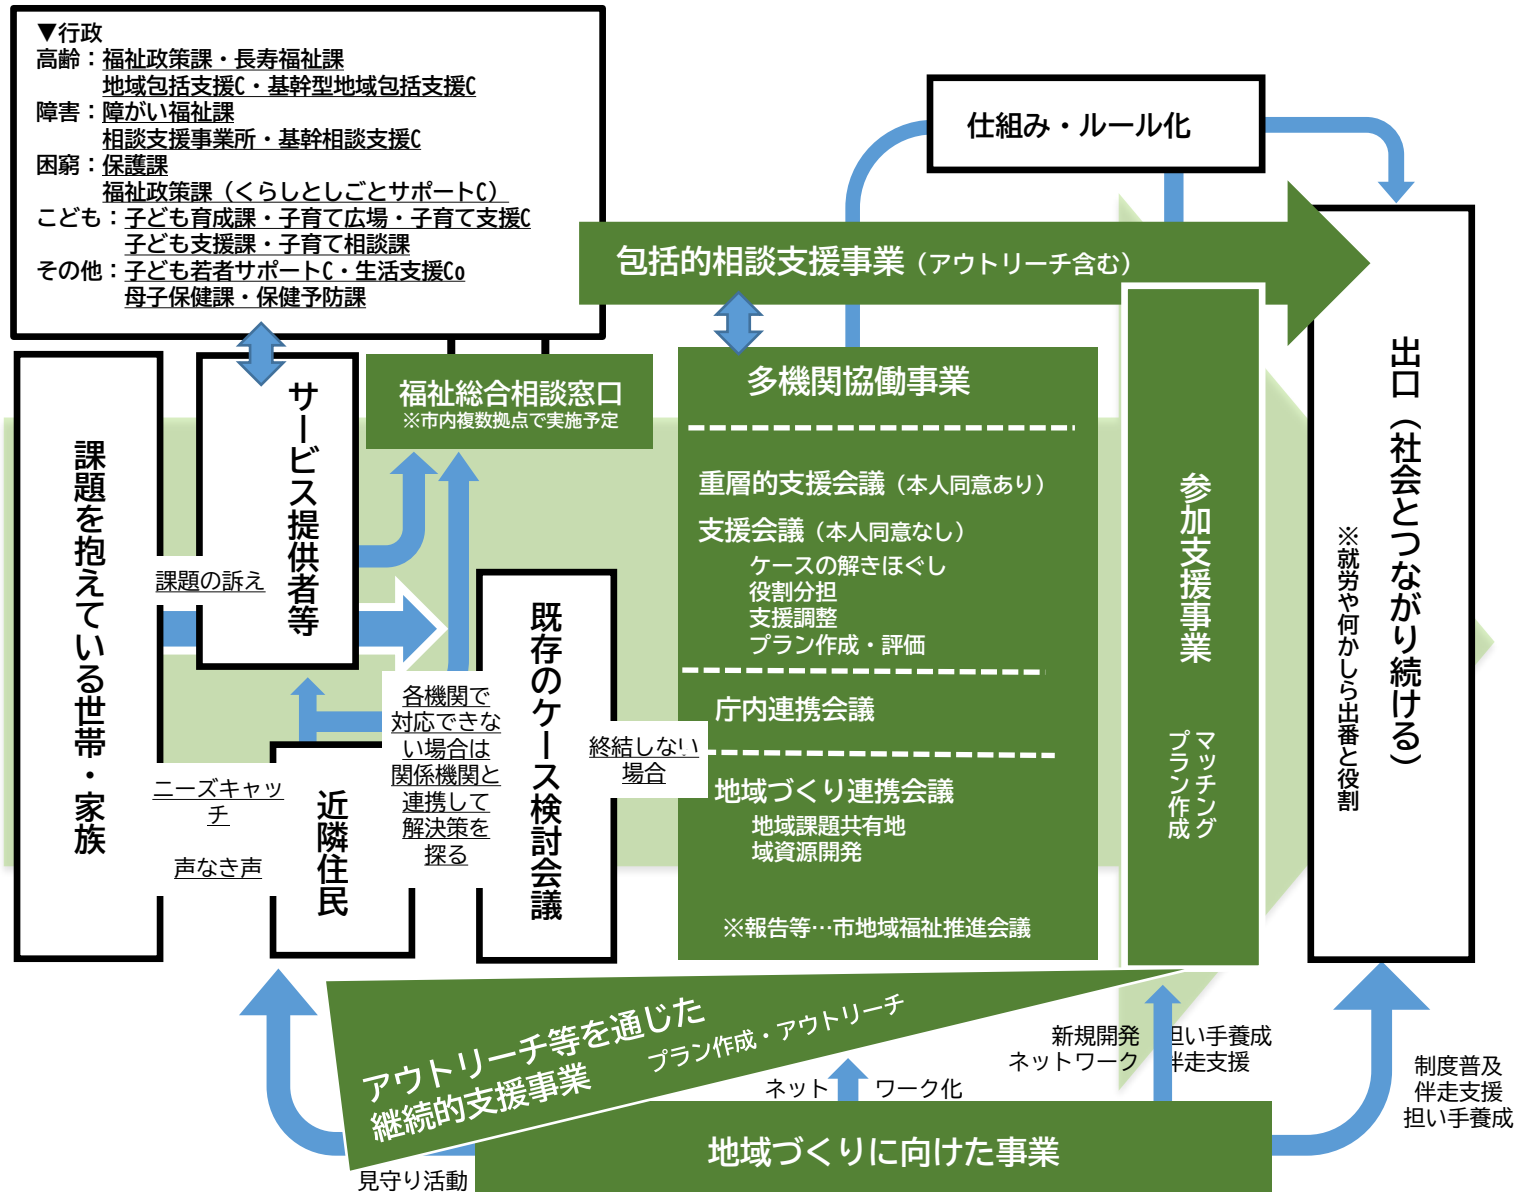 ▼行政
高齢：福祉政策課・長寿福祉課
地域包括支援C・基幹型地域包括支援C
障害：障がい福祉課
相談支援事業所・基幹相談支援C
困窮：保護課
福祉政策課（くらしとしごとサポートC）
こども：子ども育成課・子育て広場・子育て支援C
子ども支援課・子育て相談課
その他：子ども若者サポートC・生活支援Co
母子保健課・保健予防課
仕組み・ルール化
包括的相談支援事業（アウトリーチ含む）
課題を抱えている世帯・家族
サービス提供者等
福祉総合相談窓口
※市内複数拠点で実施予定
課題の訴え
ニーズキャッ
チ
声なき声
近隣住民
各機関で
対応できな
い場合は
関係機関と
連携して
解決策を
探る
既存のケース検討会議
終結しない
場合
多機関協働事業
重層的支援会議（本人同意あり）
支援会議（本人同意なし）
ケースの解きほぐし
役割分担
支援調整
プラン作成・評価
庁内連携会議
地域づくり連携会議
地域課題共有地
域資源開発
※報告等…市地域福祉推進会議
参加支援事業
マッチング
プラン作成
出口（社会とつながり続ける）
※就労や何かしら出番と役割
アウトリーチ等を通じた
継続的支援事業
プラン作成・アウトリーチ
見守り活動
ネット ワーク化
新規開発
ネットワーク
担い手養成
伴走支援
制度普及
伴走支援
担い手養成
地域づくりに向けた事業